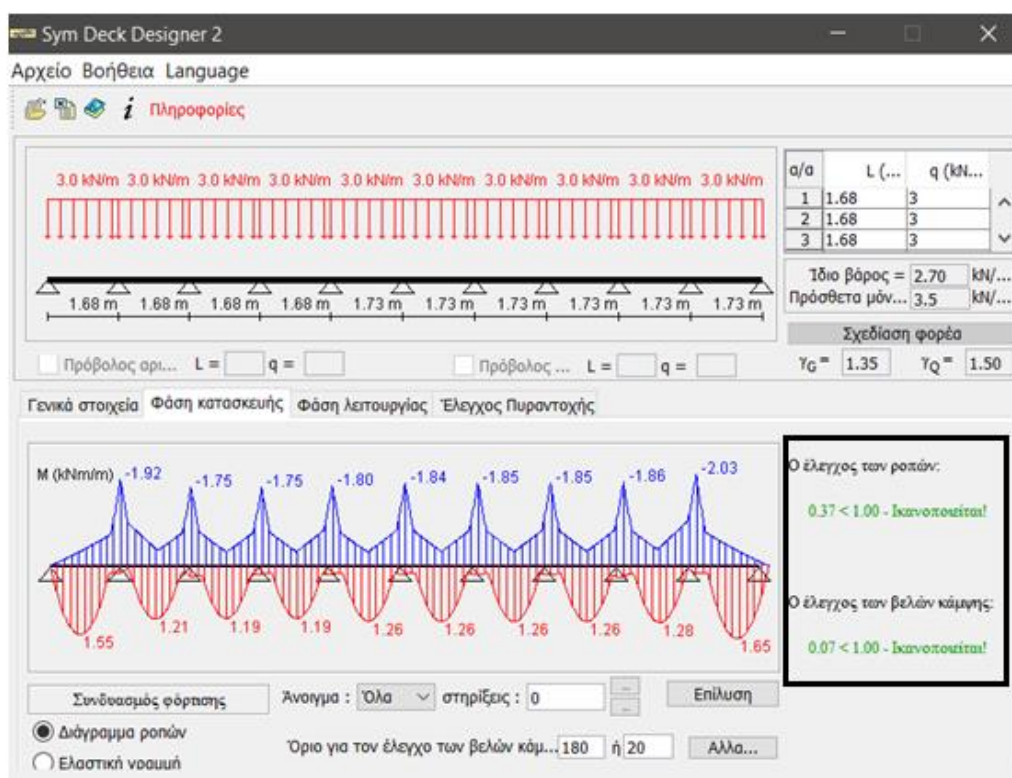 Sym Deck Designer 2
Αρχείο Βοήθεια Language
i Πληροφορίες
3.0 kN/m 3.0 kN/m 3.0 kN/m 3.0 kN/m 3.0 kN/m 3.0 kN/m 3.0 kN/m 3.0 kN/m 3.0 kN/m 3.0 kN/m
1.68 m 1.68 m 1.68 m 1.68 m 1.73 m 1.73 m 1.73 m 1.73 m 1.73 m 1.73 m
α/α L (... q (kN...
1 1.68 3
2 1.68 3
3 1.68 3
Ίδιο βάρος = 2.70 kN/...
Πρόσθετα μόν... 3.5 kN/...
Σχεδίαση φορέα
Πρόβολος αρι... L = q = Πρόβολος ... L = q = γG = 1.35 γQ = 1.50
Γενικά στοιχεία Φάση κατασκευής Φάση λειτουργίας Έλεγχος Πυραντοχής
M (kNm/m) -1.92 -1.75 -1.75 -1.80 -1.84 -1.85 -1.85 -1.86 -2.03
1.55 1.21 1.19 1.19 1.26 1.26 1.26 1.26 1.28 1.65
Ο έλεγχος των ροπών:
0.37 < 1.00 - Ικανοποιείται!
Ο έλεγχος των βελών κάμψης:
0.07 < 1.00 - Ικανοποιείται!
Συνδυασμός φόρτισης Άνοιγμα : Όλα στηρίξεις : 0 ... ... Επίλυση
Διάγραμμα ροπών
Όριο για τον έλεγχο των βελών κάμ... 180 ή 20 Αλλα...
Ελαστική γραμμή